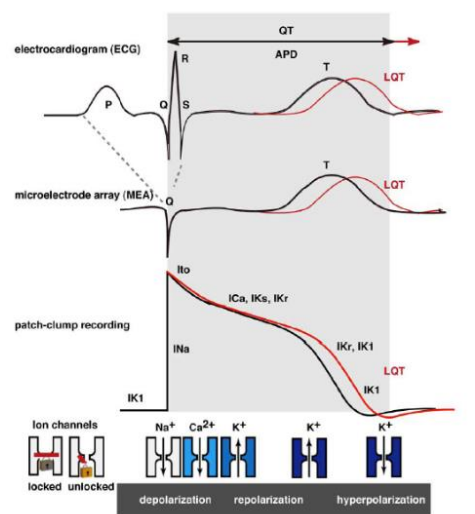 QT
electrocardiogram (ECG)
R
APD
T
LQT
P
Q
S
microelectrode array (MEA)
Q
T
LQT
Ito
ICa, IKs, IKr
patch-clump recording
INa
IKr, IK1
LQT
IK1
IK1
Ion channels
Na+
Ca2+
K+
K+
K+
locked
unlocked
depolarization
repolarization
hyperpolarization